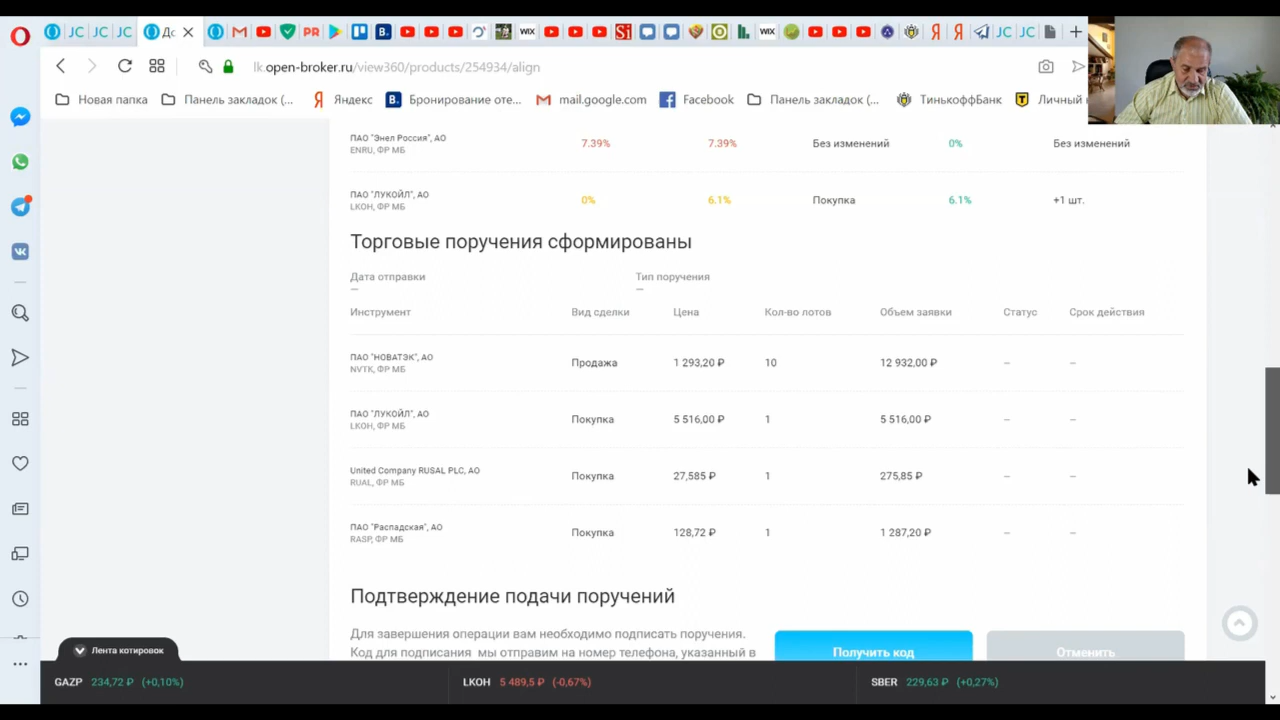 Дс
WIX
WIX
JC
JC
JC
PR
B.
Si
Я
Я
JC
JC
lk.open-broker.ru/view360/products/254934/align
Новая папка
Панель закладок (...
Яндекс
Бронирование оте...
mail.google.com
Facebook
Панель закладок (...
ТинькоффБанк
Личный
ПАО "Энел Россия", АО
ENRU, ФР МБ
7.39%
7.39%
Без изменений
0%
Без изменений
ПАО "ЛУКОЙЛ", АО
LKOH, ФР МБ
0%
6.1%
Покупка
6.1%
+1 шт.
Торговые поручения сформированы
Дата отправки
Тип поручения
—
—
Инструмент
Вид сделки
Цена
Кол-во лотов
Объем заявки
Статус
Срок действия
ПАО "НОВАТЭК", АО
NVTK, ФР МБ
Продажа
1 293,20 ₽
10
12 932,00 ₽
–
–
ПАО "ЛУКОЙЛ", АО
LKOH, ФР МБ
Покупка
5 516,00 ₽
1
5 516,00 ₽
–
–
United Company RUSAL PLC, АО
RUAL, ФР МБ
Покупка
27,585 ₽
1
275,85 ₽
–
–
ПАО "Распадская", АО
RASP, ФР МБ
Покупка
128,72 ₽
1
1 287,20 ₽
–
–
Подтверждение подачи поручений
Для завершения операции вам необходимо подписать поручения.
Код для подписания мы отправим на номер телефона, указанный в
Получить код
Отменить
Лента котировок
GAZP 234,72 ₽ (+0,10%)
LKOH 5 489,5 ₽ (-0,67%)
SBER 229,63 ₽ (+0,27%)